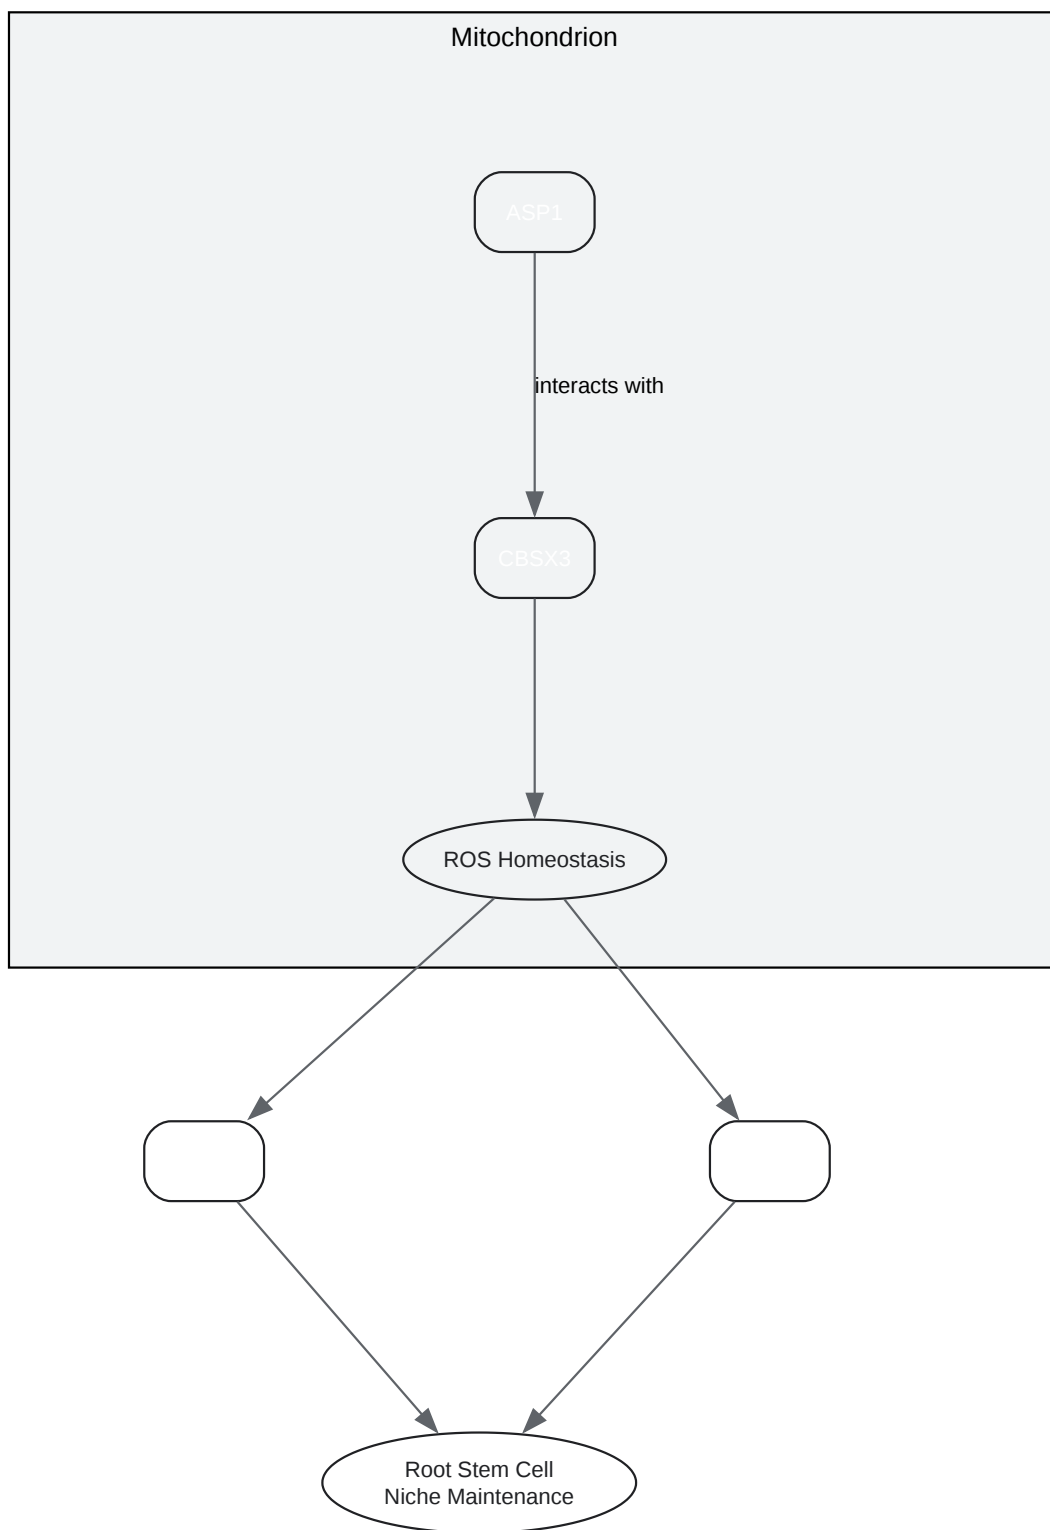 Mitochondrion
ASP1
interacts with
CBSX3
ROS Homeostasis
Root Stem Cell
Niche Maintenance